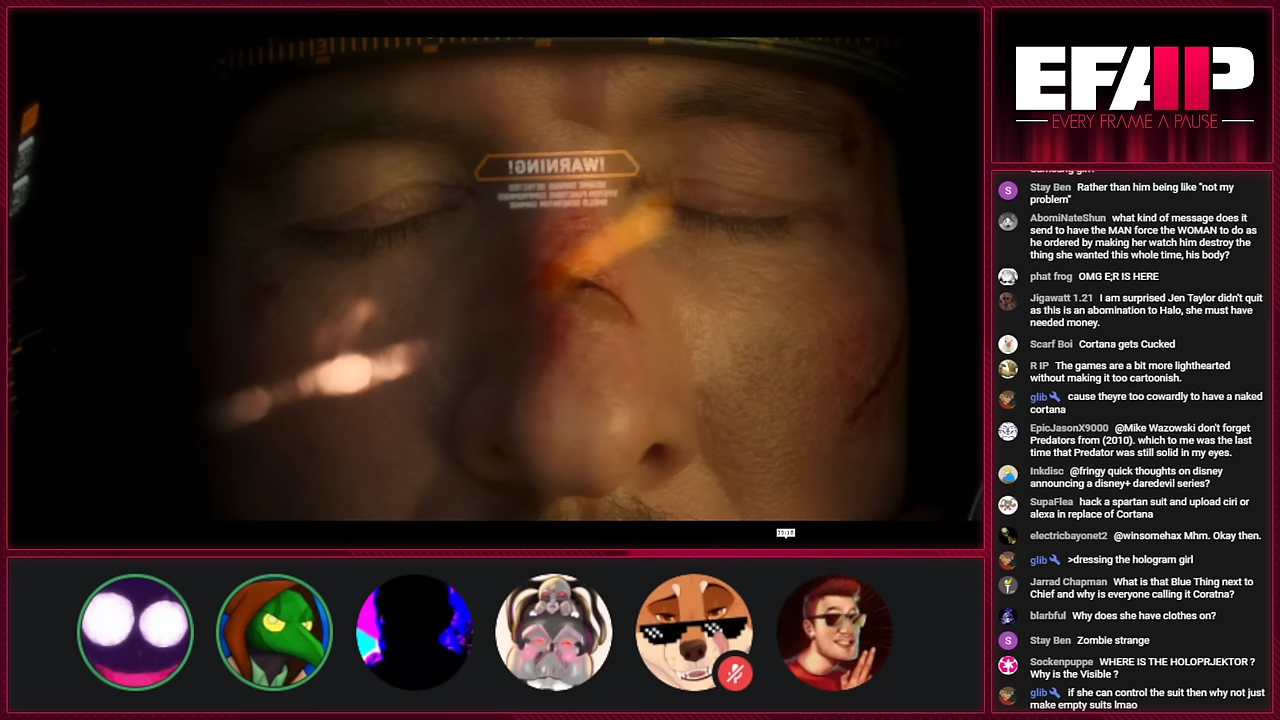 !WARNING!
39:18
EFAP
EVERY FRAME A PAUSE
Stay Ben Rather than him being like "not my
problem"
AbomiNateShun what kind of message does it
send to have the MAN force the WOMAN to do as
he ordered by making her watch him destroy the
thing she wanted this whole time, his body?
phat frog OMG E;R IS HERE
Jigawatt 1.21 I am surprised Jen Taylor didn't quit
as this is an abomination to Halo, she must have
needed money.
Scarf Boi Cortana gets Cucked
R IP The games are a bit more lighthearted
without making it too cartoonish.
glib cause theyre too cowardly to have a naked
cortana
EpicJasonX9000 @Mike Wazowski don't forget
Predators from (2010). which to me was the last
time that Predator was still solid in my eyes.
Inkdisc @fringy quick thoughts on disney
announcing a disney+ daredevil series?
SupaFlea hack a spartan suit and upload ciri or
alexa in replace of Cortana
electricbayonet2 @winsomehax Mhm. Okay then.
glib >dressing the hologram girl
Jarrad Chapman What is that Blue Thing next to
Chief and why is everyone calling it Coratna?
blarbful Why does she have clothes on?
Stay Ben Zombie strange
Sockenpuppe WHERE IS THE HOLOPRJEKTOR ?
Why is the Visible ?
glib if she can control the suit then why not just
make empty suits lmao